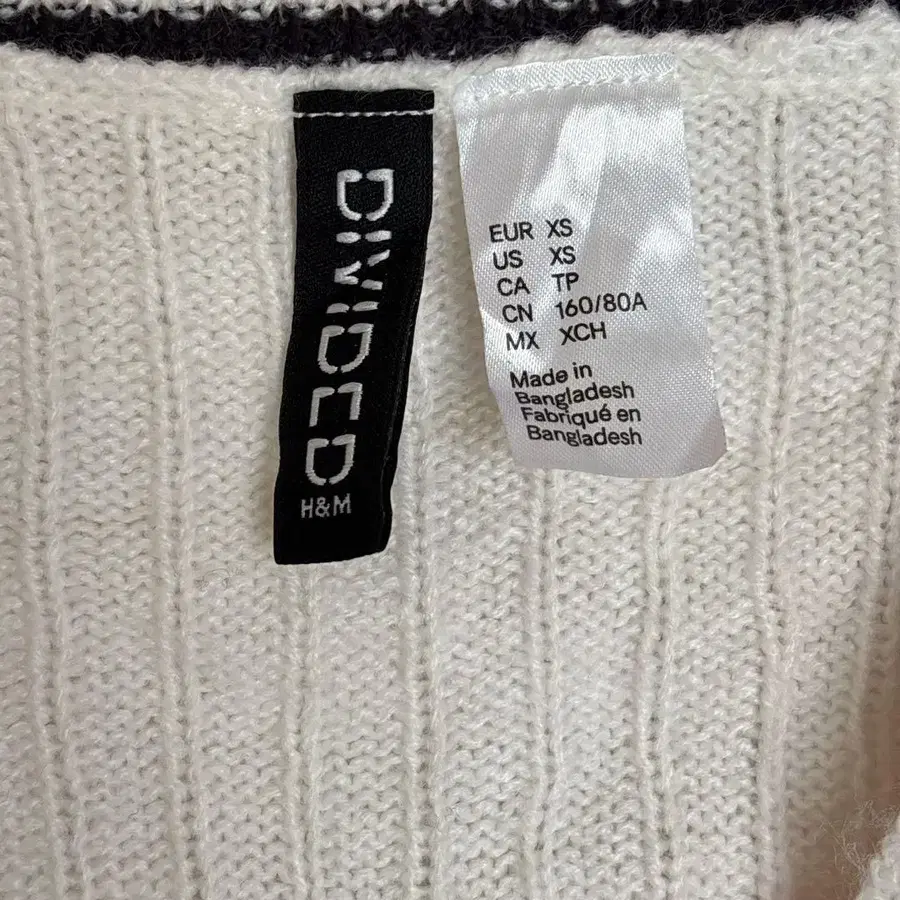 DIVIDED
H&M
EUR XS
US XS
CA TP
CN 160/80A
MX XCH
Made in
Bangladesh
Fabriqué en
Bangladesh